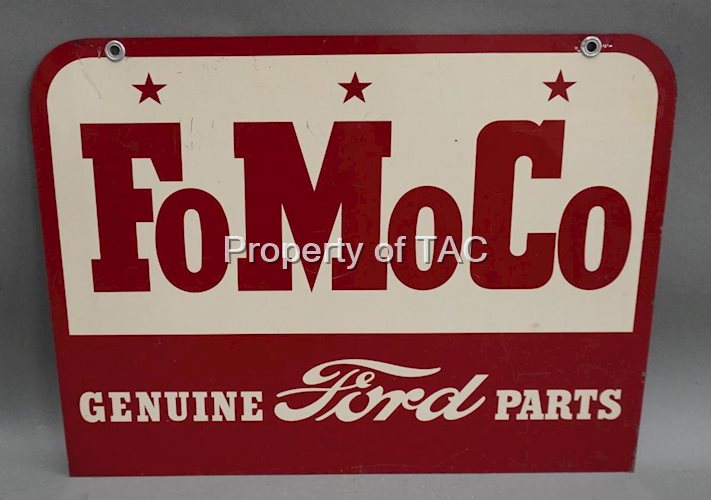 FoMoCo
Property of TAC
GENUINE Ford PARTS